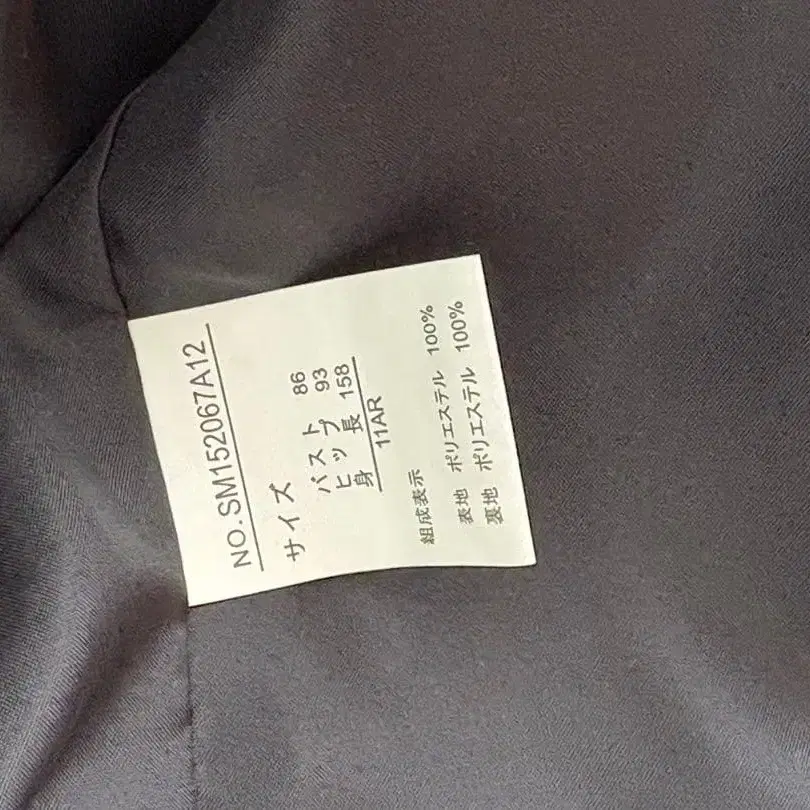 NO.SM152067A12
サイズ
バスト 86
ヒップ 93
身長 158
11AR
組成表示
表地 ポリエステル 100%
裏地 ポリエステル 100%